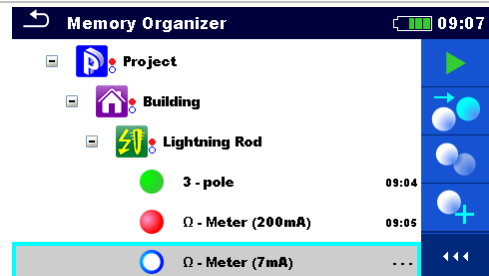 Memory Organizer 09:07
Project
Building
Lightning Rod
3 - pole 09:04
Ω - Meter (200mA) 09:05
Ω - Meter (7mA) ---